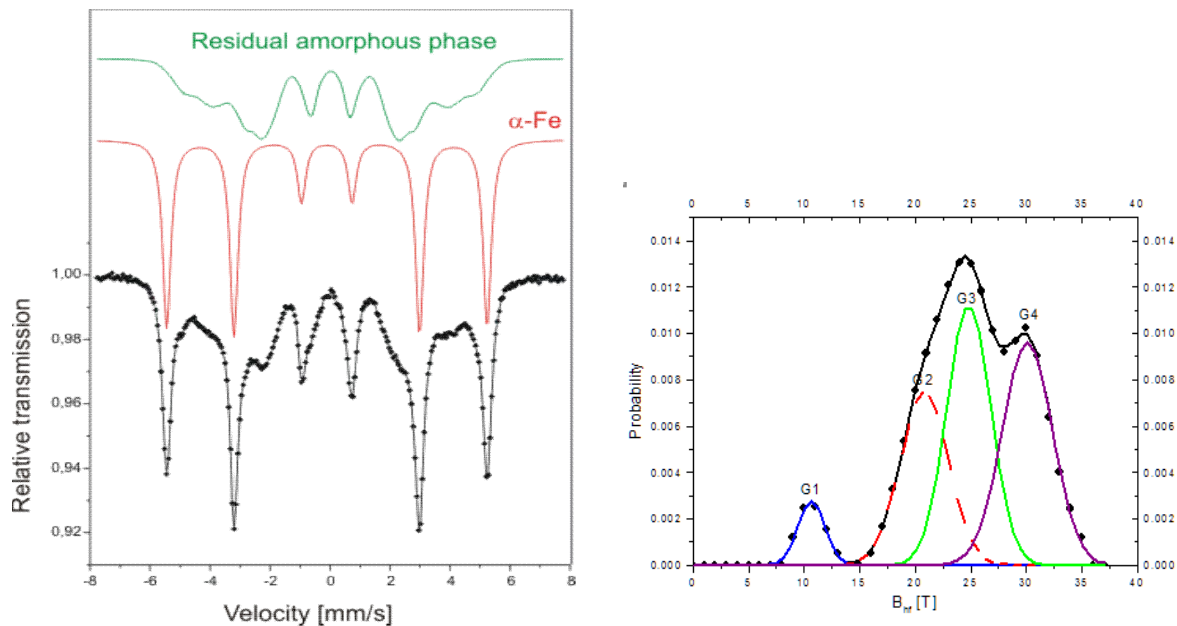 Residual amorphous phase
α-Fe
1,00
0,98
0,96
0,94
0,92
Relative transmission
-8 -6 -4 -2 0 2 4 6 8
Velocity [mm/s]
0 5 10 15 20 25 30 35 40
0.014 0.014
0.012 0.012
0.010 0.010
0.008 0.008
0.006 0.006
0.004 0.004
0.002 0.002
0.000 0.000
Probability
G3
G4
G2
G1
0 5 10 15 20 25 30 35 40
Bhf [T]